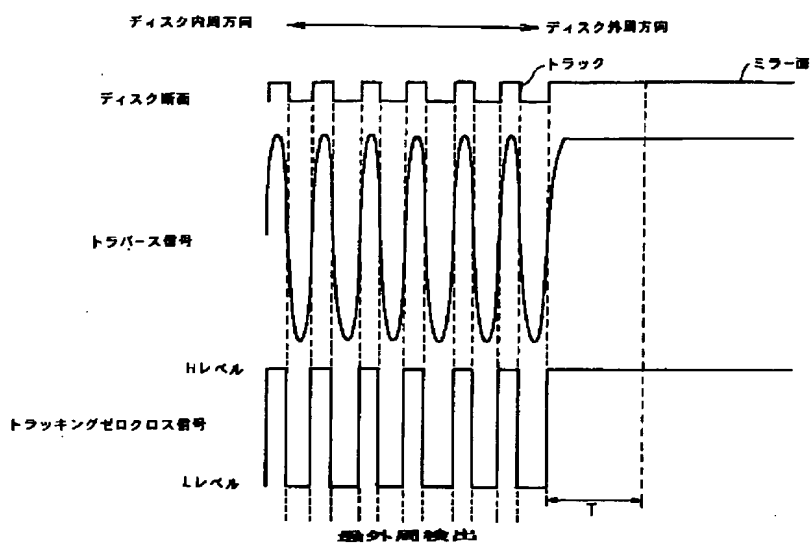 ディスク内周方向
ディスク外周方向
トラック
ミラー面
ディスク断面
トラバース信号
Hレベル
トラッキングゼロクロス信号
Lレベル
T
最外周検出